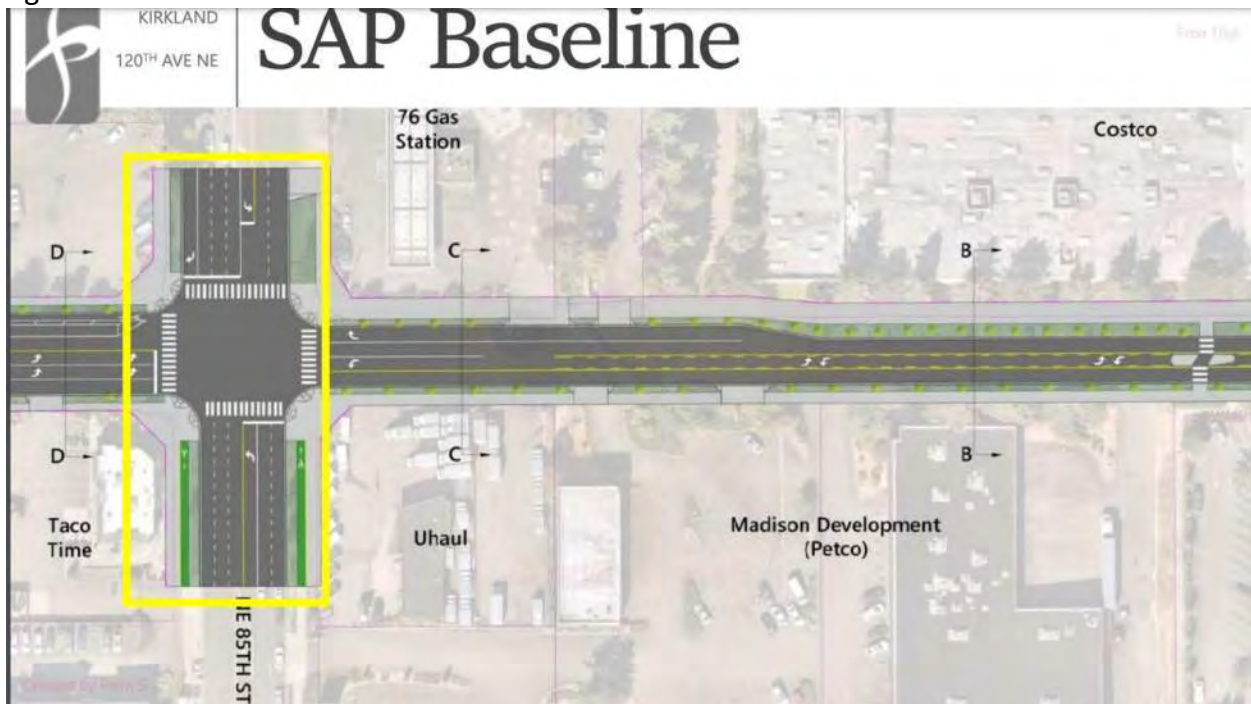 KIRKLAND
120TH AVE NE
SAP Baseline
76 Gas
Station
Costco
D
C
B
D
C
B
Taco
Time
Uhaul
Madison Development
(Petco)
NE 85TH ST